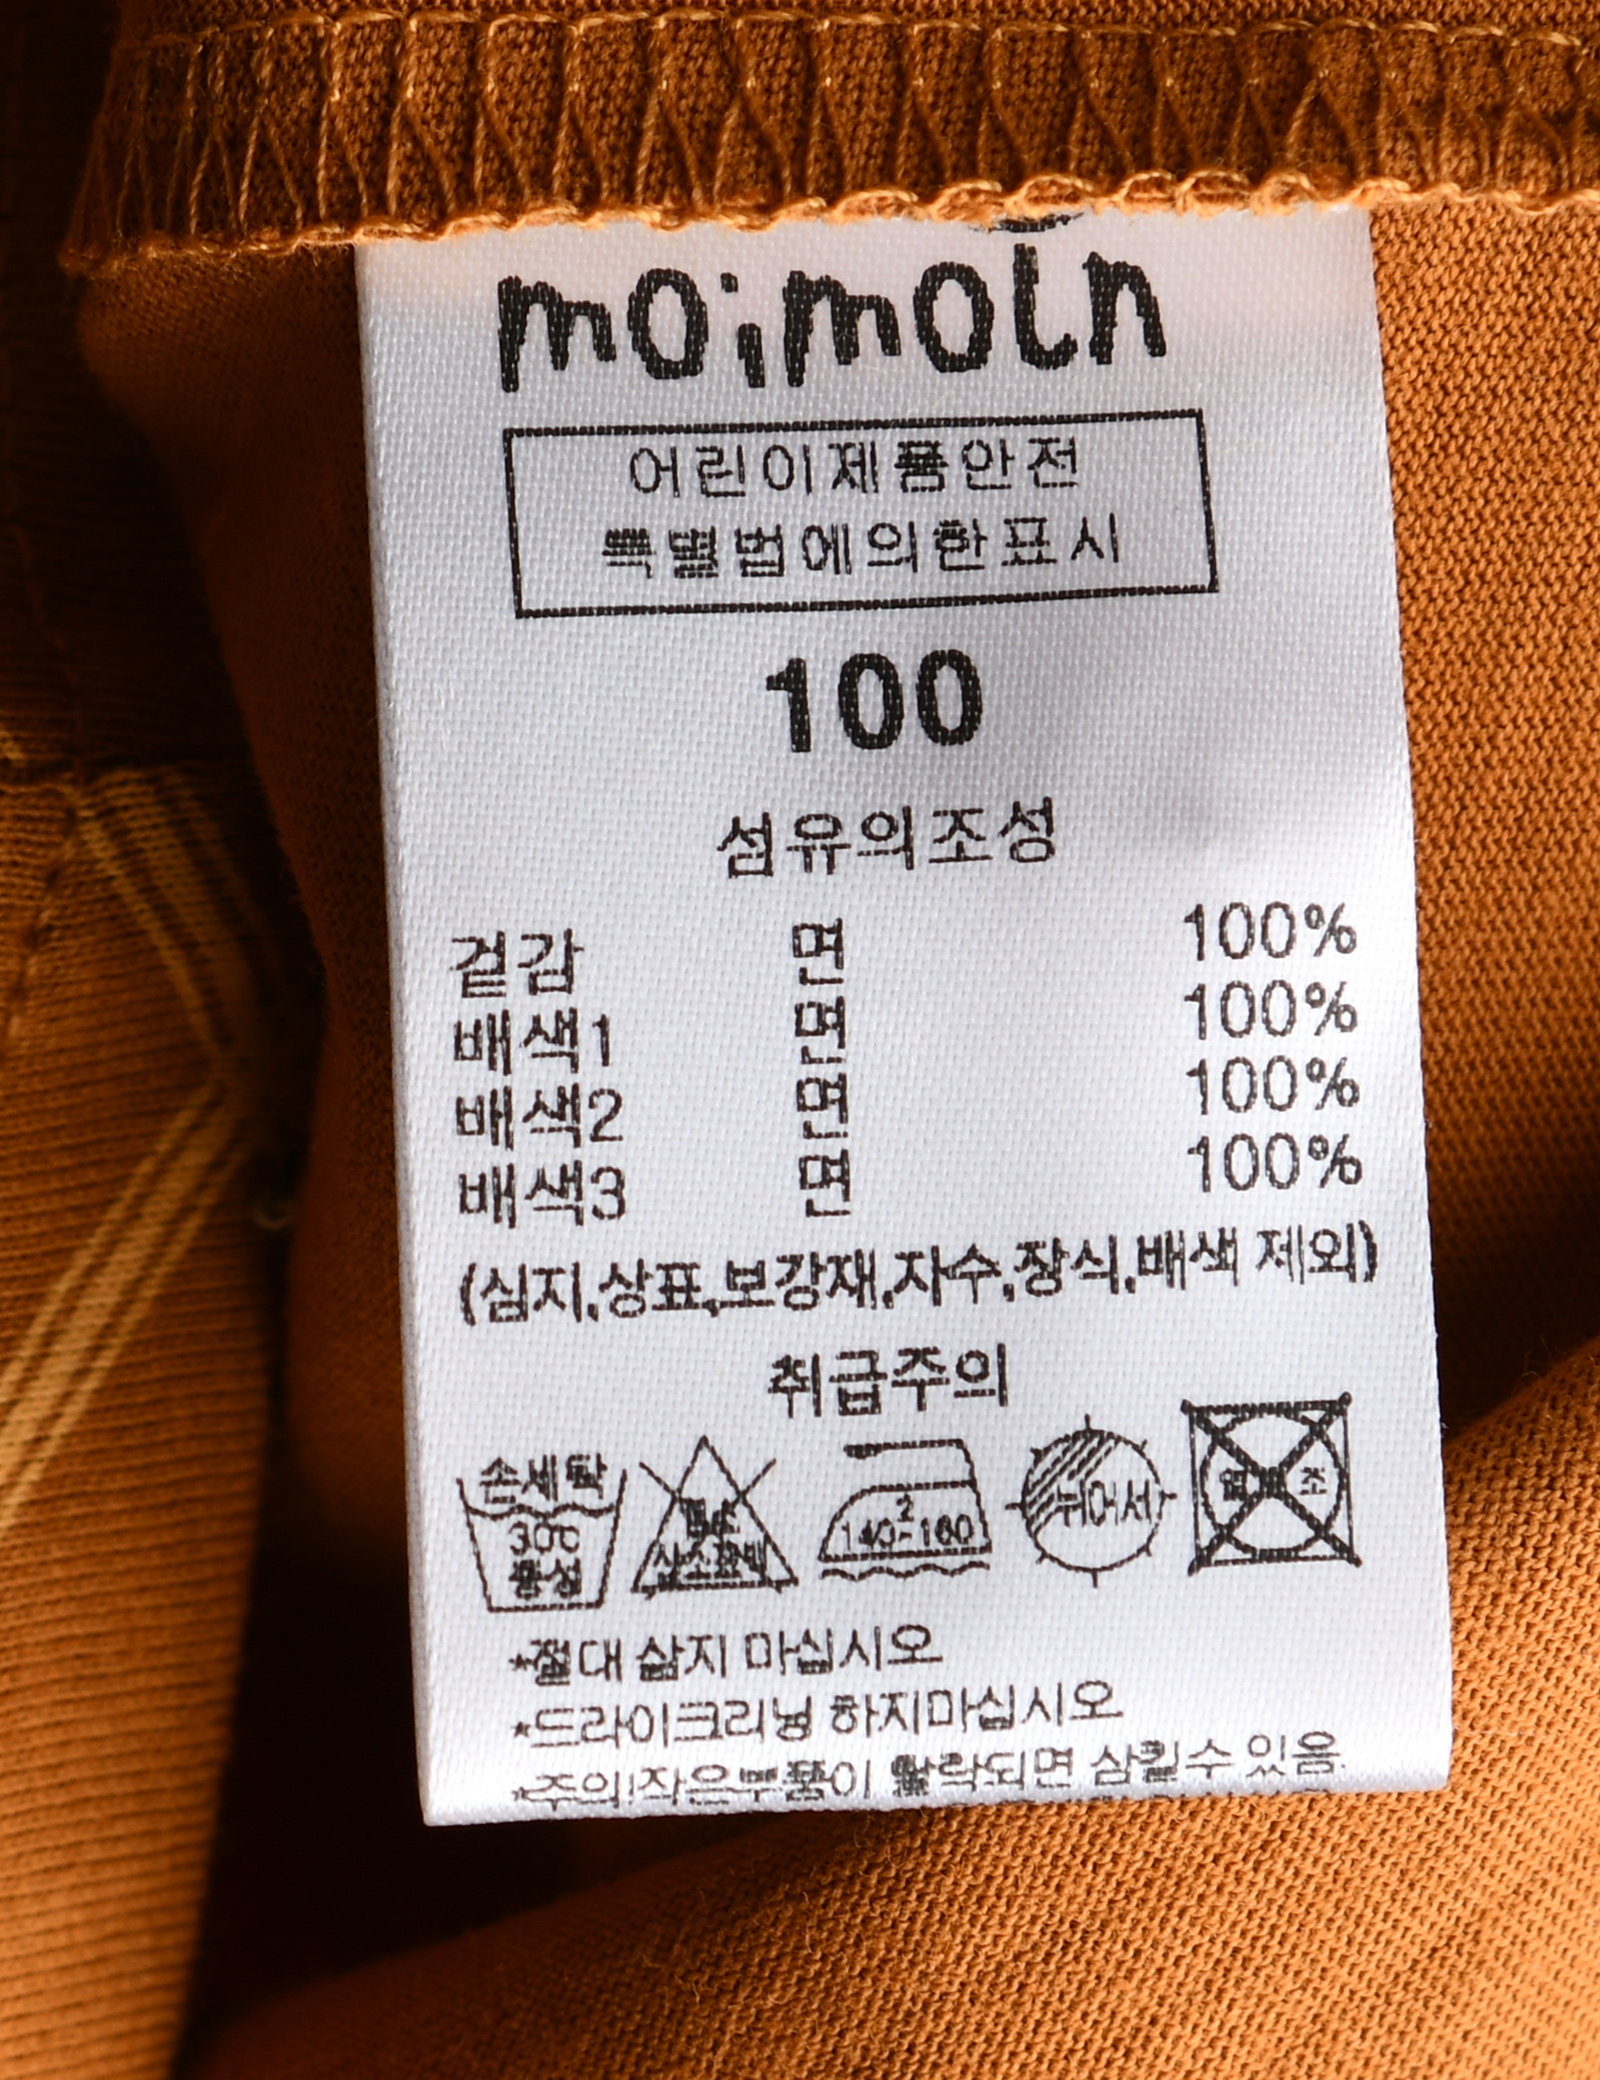 moimoln
어린이제품안전
특별법에의한표시
100
섬유의조성
겉감 면 100%
배색1 면 100%
배색2 면 100%
배색3 면 100%
(심지,상표,보강재,자수,장식,배색 제외)
취급주의
손세탁
30℃
중성
140-160
2
뉘어서
*절대 삶지 마십시오
*드라이크리닝 하지마십시오
*주의!작은부품이 탈락되면 삼킬수 있음